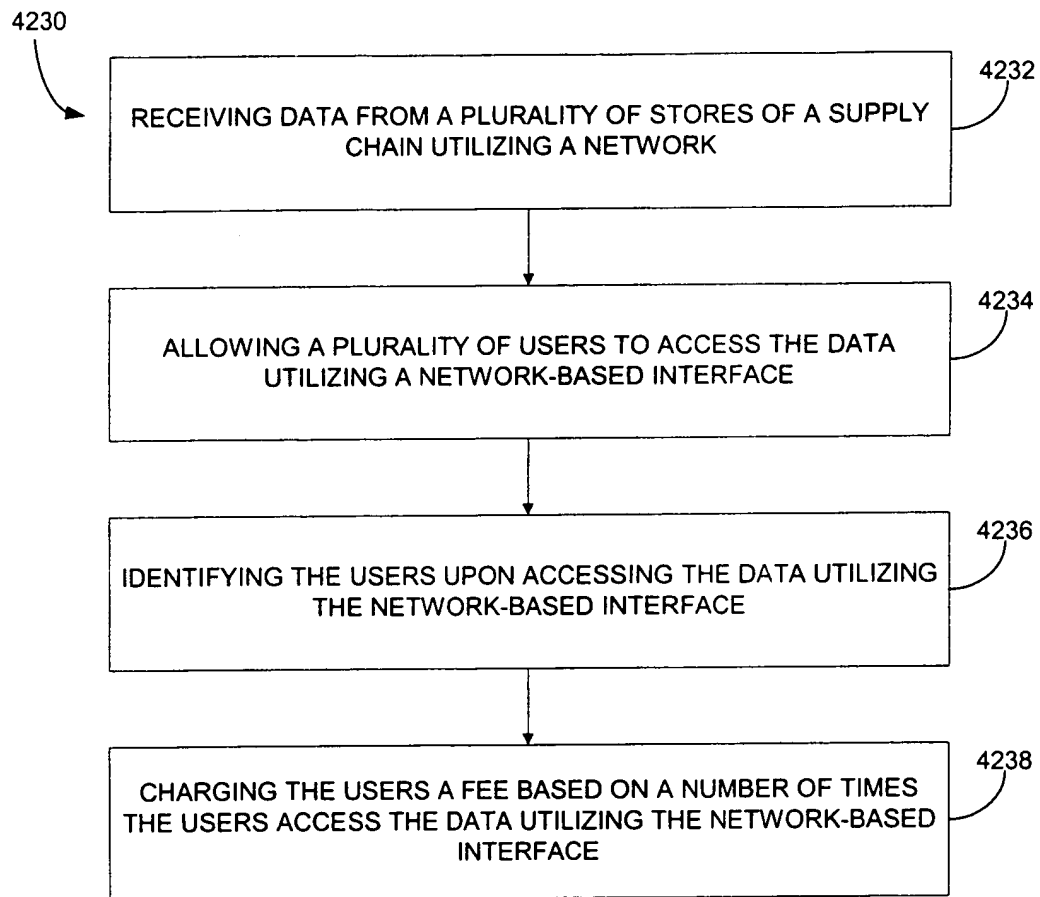 4230
4232
RECEIVING DATA FROM A PLURALITY OF STORES OF A SUPPLY
CHAIN UTILIZING A NETWORK
4234
ALLOWING A PLURALITY OF USERS TO ACCESS THE DATA
UTILIZING A NETWORK-BASED INTERFACE
4236
IDENTIFYING THE USERS UPON ACCESSING THE DATA UTILIZING
THE NETWORK-BASED INTERFACE
4238
CHARGING THE USERS A FEE BASED ON A NUMBER OF TIMES
THE USERS ACCESS THE DATA UTILIZING THE NETWORK-BASED
INTERFACE